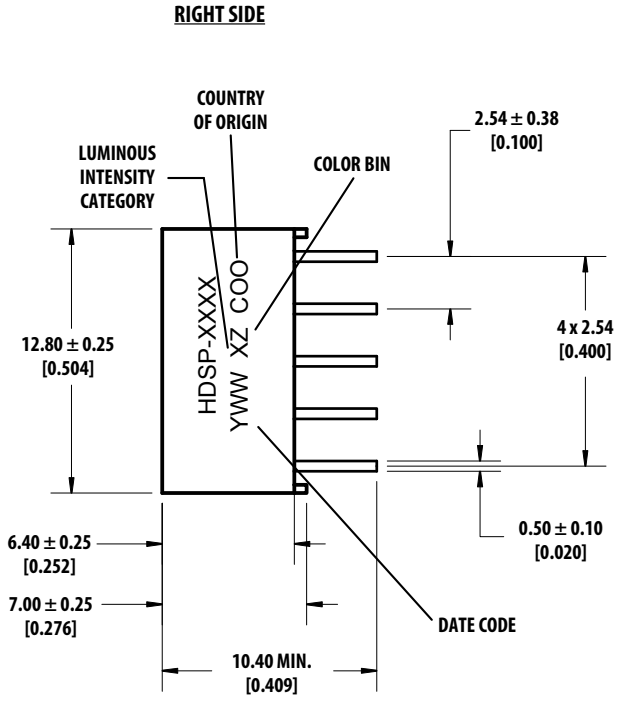 RIGHT SIDE
COUNTRY
OF ORIGIN
LUMINOUS
INTENSITY
CATEGORY
COLOR BIN
2.54 ± 0.38
[0.100]
12.80 ± 0.25
[0.504]
HDSP-XXXX
YWW XZ COO
4 x 2.54
[0.400]
6.40 ± 0.25
[0.252]
0.50 ± 0.10
[0.020]
7.00 ± 0.25
[0.276]
DATE CODE
10.40 MIN.
[0.409]